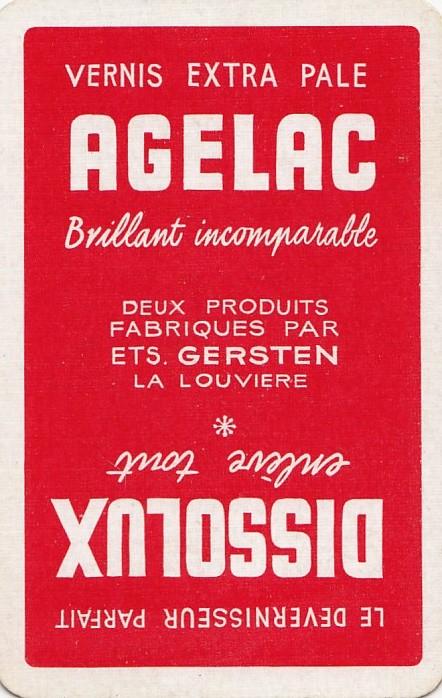 VERNIS EXTRA PALE
AGELAC
Brillant incomparable
DEUX PRODUITS
FABRIQUES PAR
ETS. GERSTEN
LA LOUVIERE
*
LE DEVERNISSEUR PARFAIT
DISSOLUX
enlève tout